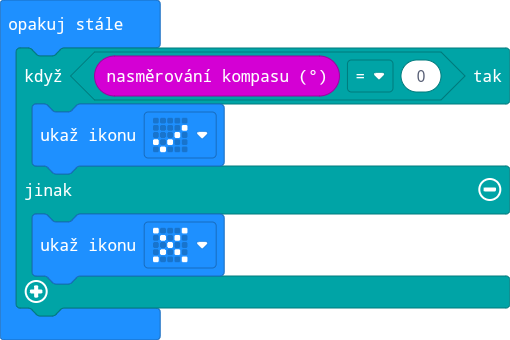 opakuj stále
když nasměrování kompasu (°) = 0 tak
ukaž ikonu
jinak
ukaž ikonu